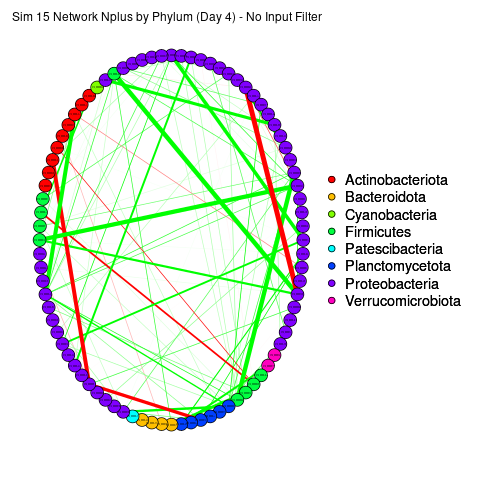 Sim 15 Network Nplus by Phylum (Day 4) - No Input Filter
Actinobacteriota
Bacteroidota
Cyanobacteria
Firmicutes
Patescibacteria
Planctomycetota
Proteobacteria
Verrucomicrobiota